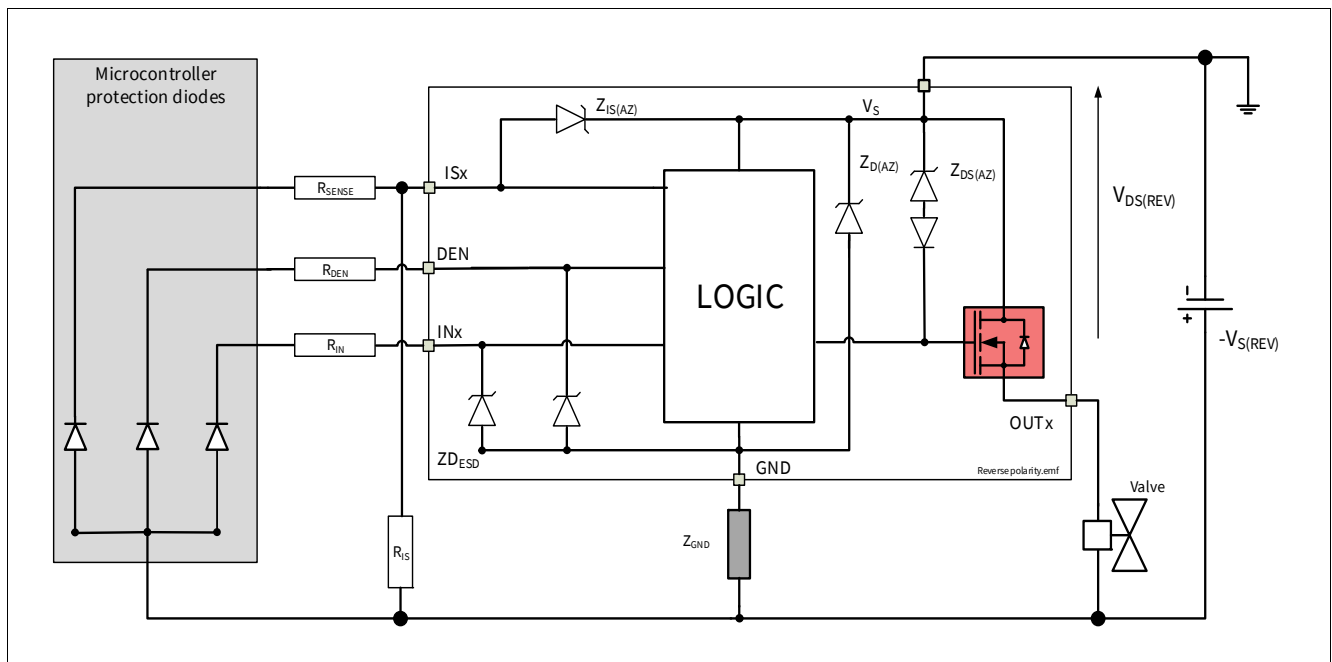 Microcontroller
protection diodes
Z_IS(AZ)
V_S
Z_D(AZ)
Z_DS(AZ)
V_DS(REV)
ISx
R_SENSE
DEN
R_DEN
LOGIC
INx
R_IN
-
+
-V_S(REV)
OUTx
ZD_ESD
GND
Reversepolarity.emf
Valve
Z_GND
R_IS